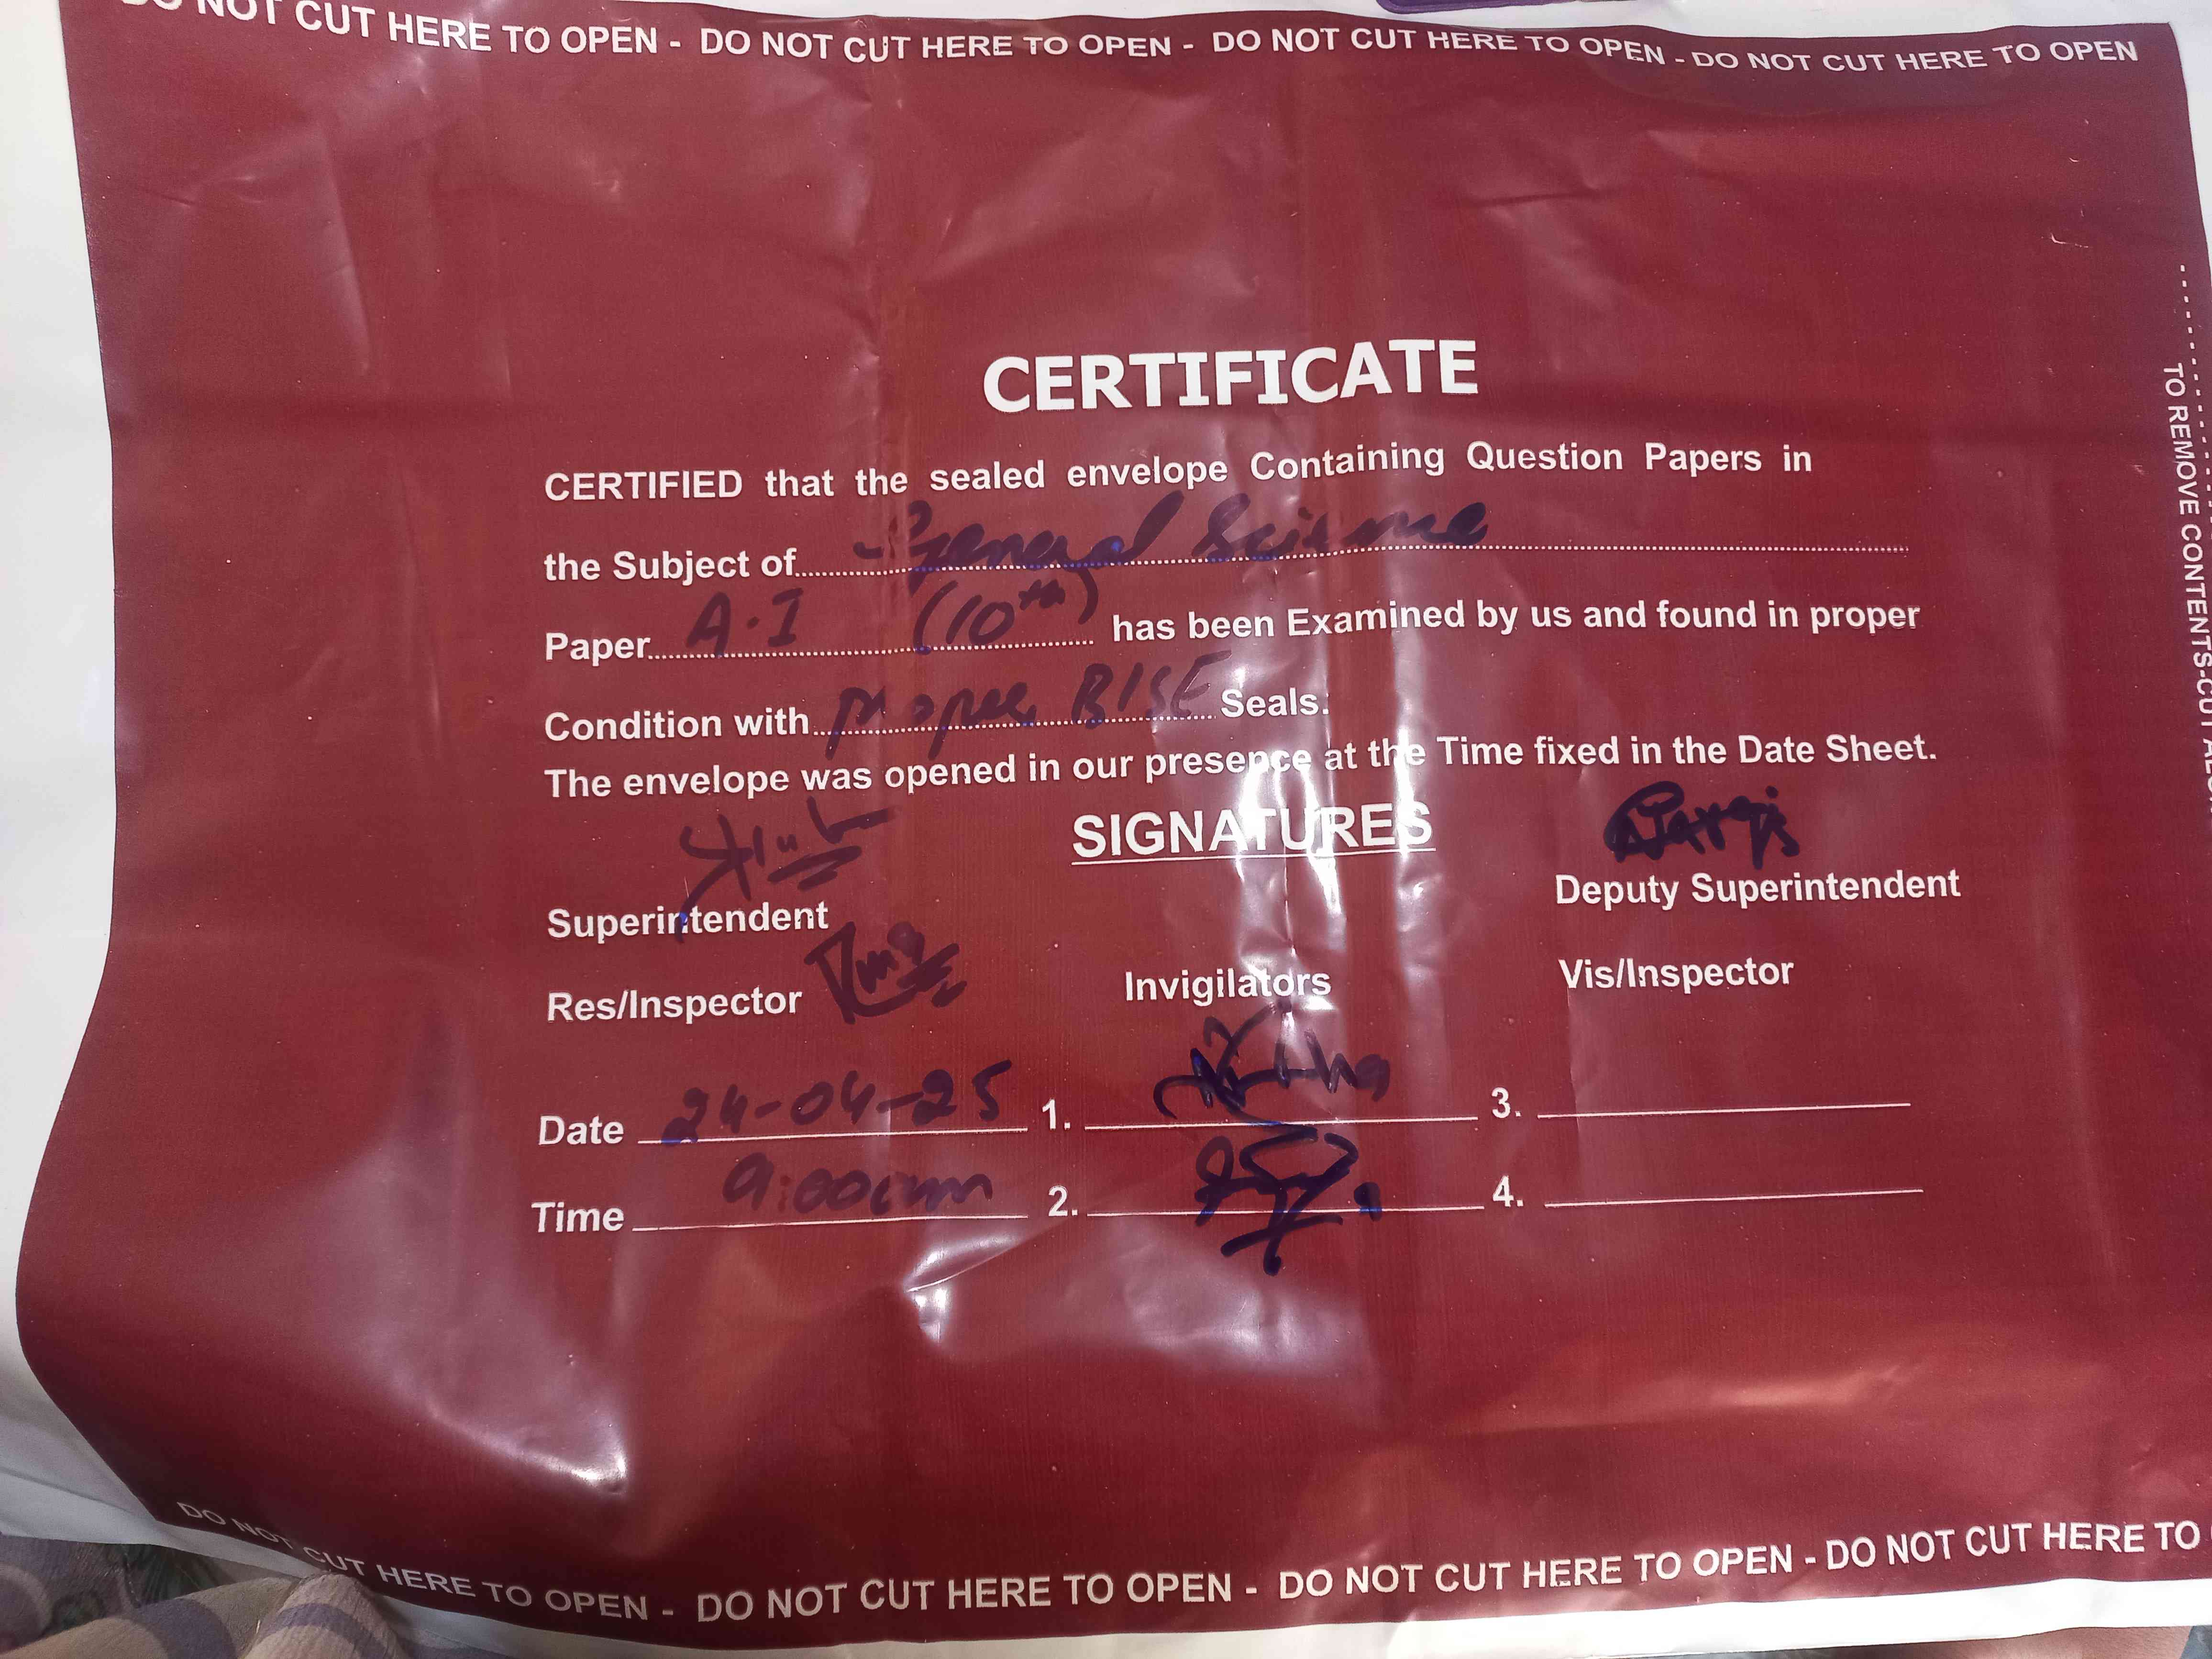 DO NOT CUT HERE TO OPEN - DO NOT CUT HERE TO OPEN - DO NOT CUT HERE TO OPEN - DO NOT CUT HERE TO OPEN
CERTIFICATE
CERTIFIED that the sealed envelope Containing Question Papers in
the Subject of General Science
Paper A.I (10th) has been Examined by us and found in proper
Condition with proper BISE Seals.
The envelope was opened in our presence at the Time fixed in the Date Sheet.
SIGNATURES
Superintendent
Deputy Superintendent
Res/Inspector
Invigilators
Vis/Inspector
Date 24-04-25 1. 3.
Time 9:00am 2. 4.
TO REMOVE CONTENTS-CUT
DO NOT CUT HERE TO OPEN - DO NOT CUT HERE TO OPEN - DO NOT CUT HERE TO OPEN - DO NOT CUT HERE TO